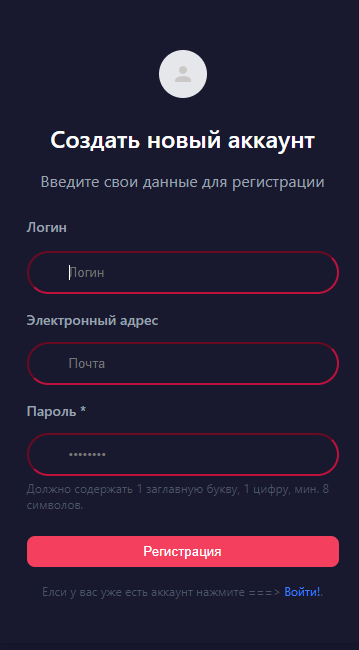 Создать новый аккаунт
Введите свои данные для регистрации
Логин
Логин
Электронный адрес
Почта
Пароль *
••••••••
Должно содержать 1 заглавную букву, 1 цифру, мин. 8
символов.
Регистрация
Елси у вас уже есть аккаунт нажмите ===> Войти!.